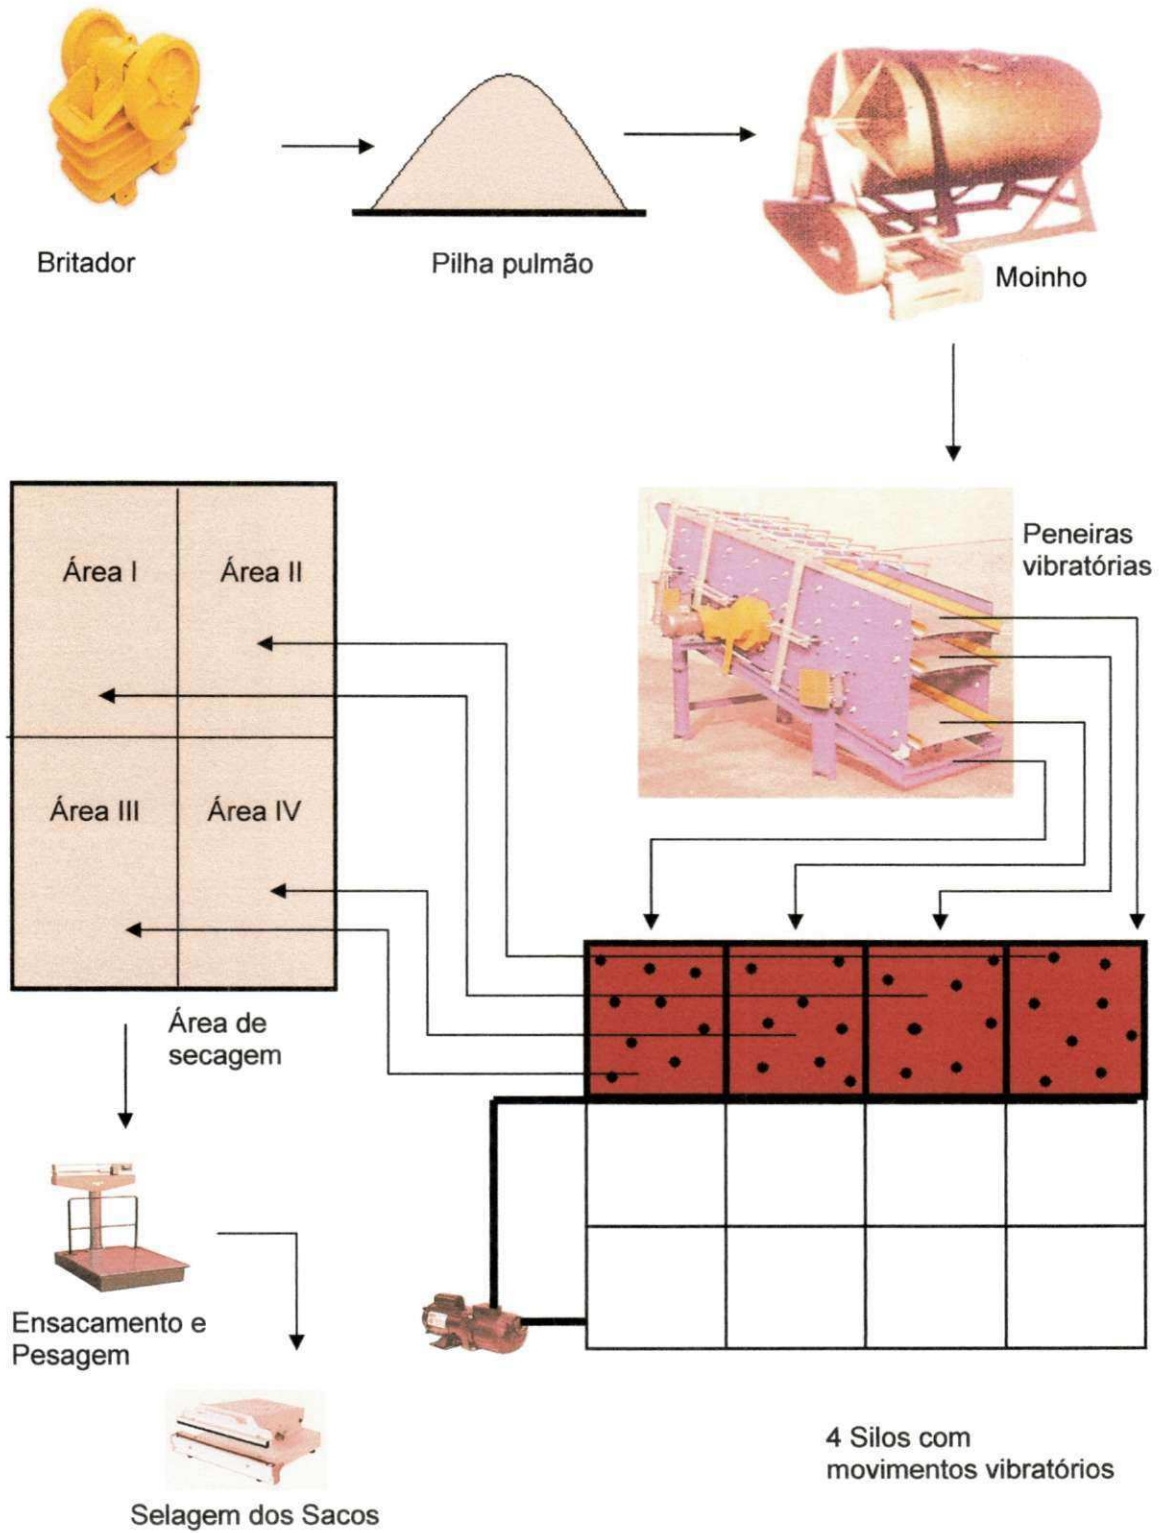 Britador
Pilha pulmão
Moinho
Peneiras
vibratórias
Área I
Área II
Área III
Área IV
Área de
secagem
Ensacamento e
Pesagem
4 Silos com
movimentos vibratórios
Selagem dos Sacos